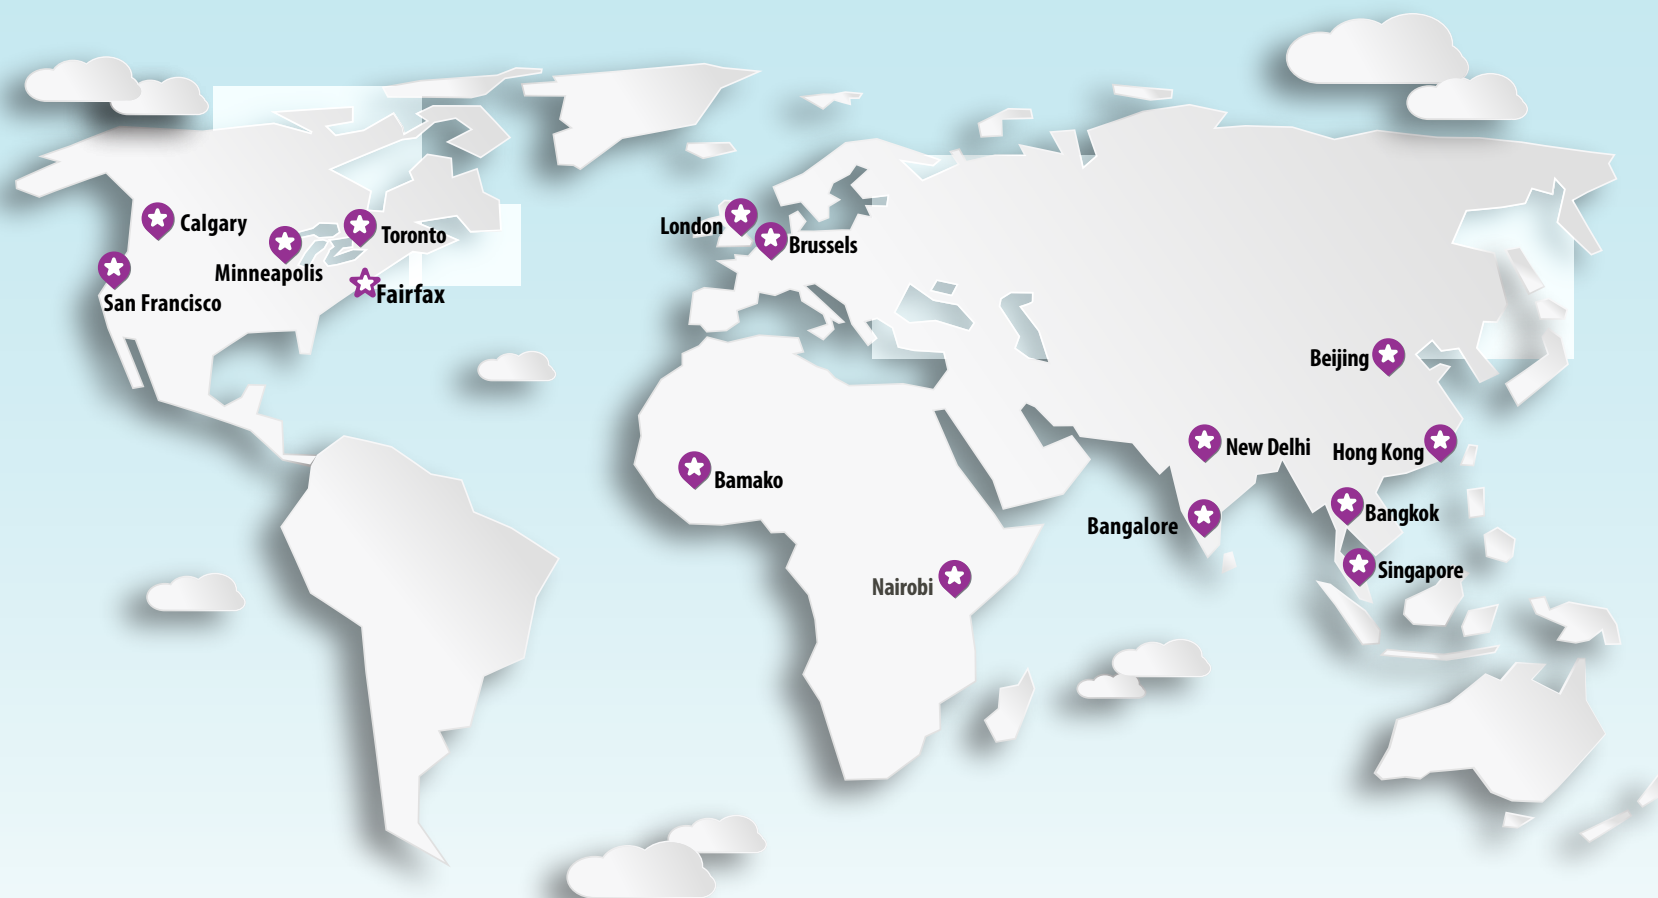 Calgary
Toronto
Minneapolis
San Francisco
Fairfax
London
Brussels
Beijing
New Delhi
Hong Kong
Bamako
Bangkok
Bangalore
Singapore
Nairobi